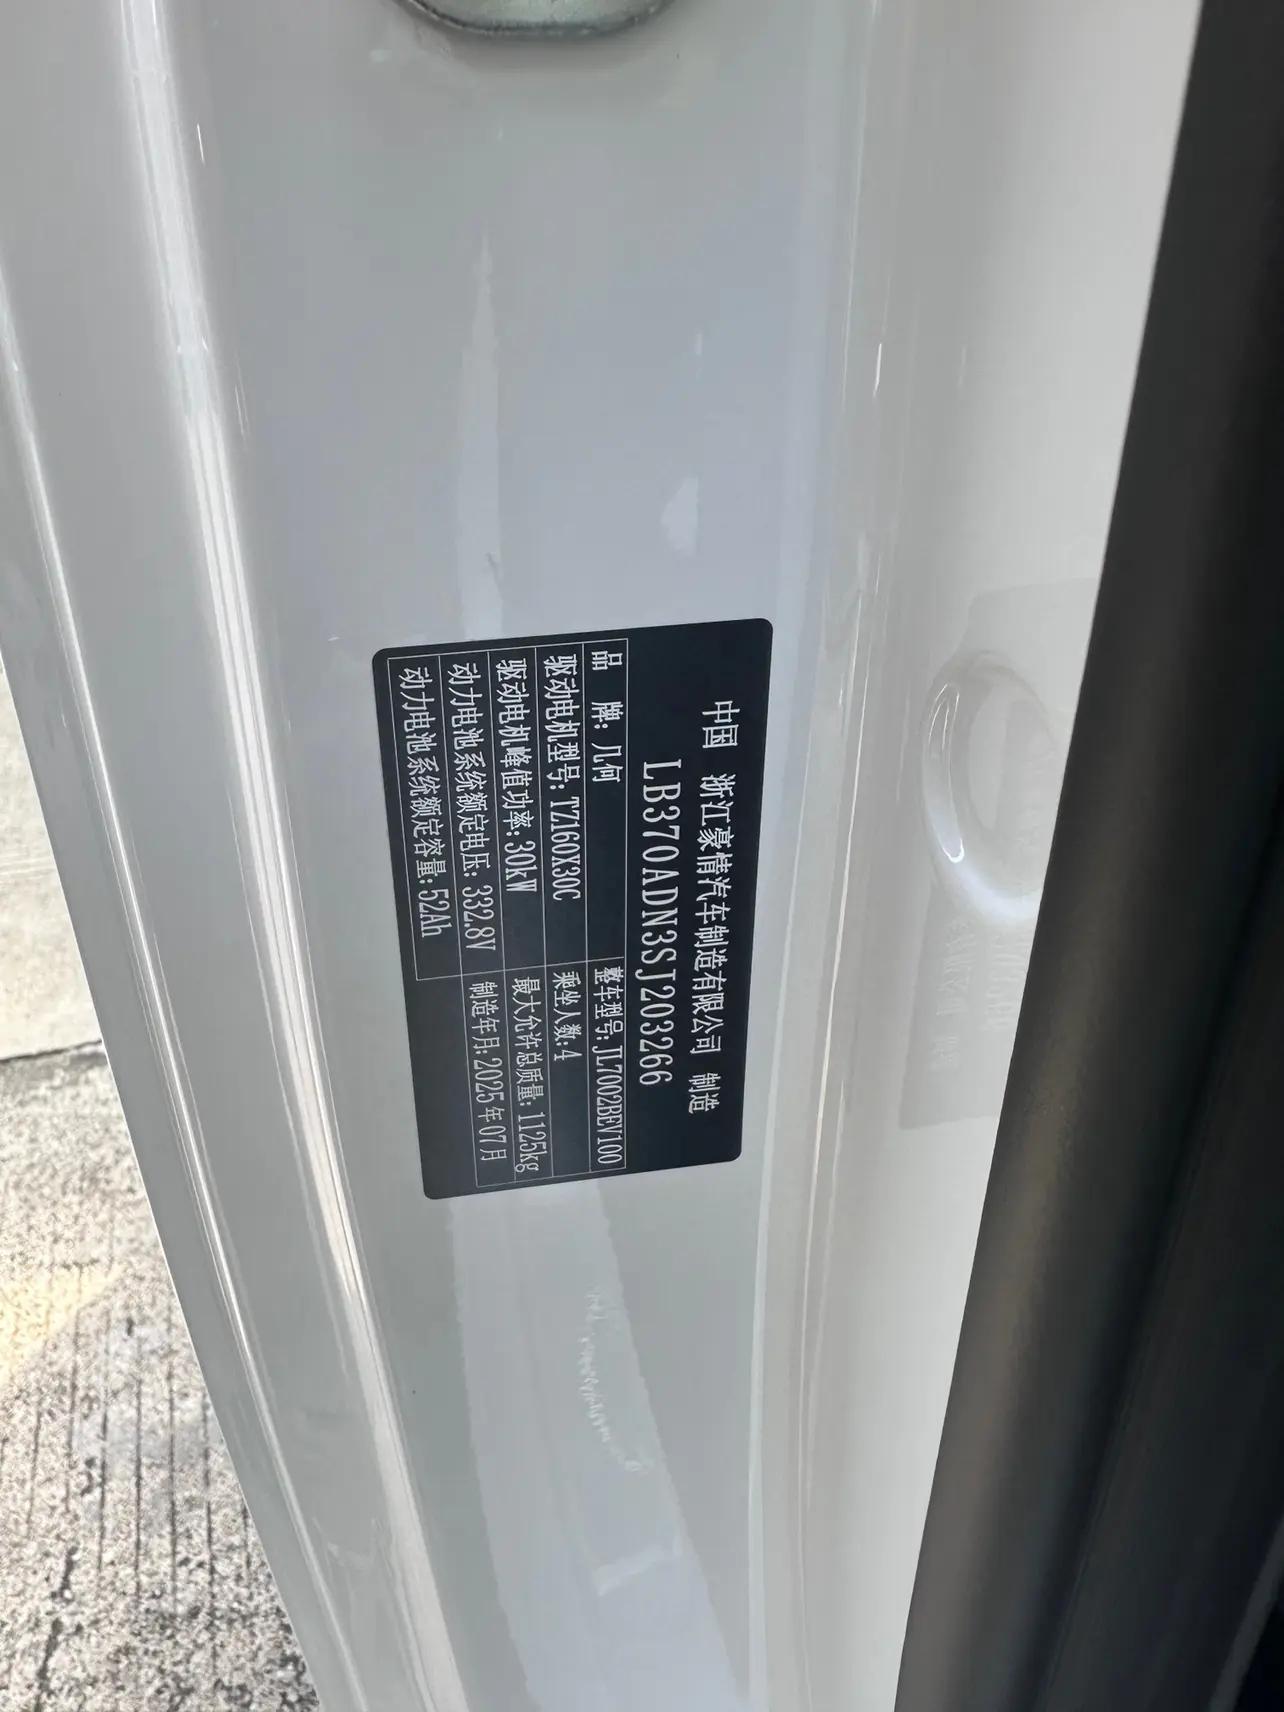 中国 浙江豪情汽车制造有限公司 制造
LB370ADN3SJ203266
品 牌: 几何 整车型号: JL7002BEV100
驱动电机型号: TZ160X30C 乘坐人数: 4
驱动电机峰值功率: 30kW 最大允许总质量: 1125kg
动力电池系统额定电压: 332.8V 制造年月: 2025年07月
动力电池系统额定容量: 52Ah